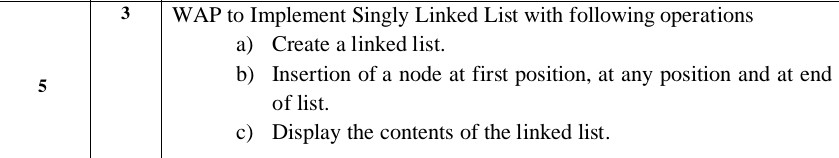 3 WAP to Implement Singly Linked List with following operations
a) Create a linked list.
5
b) Insertion of a node at first position, at any position and at end
of list.
c) Display the contents of the linked list.